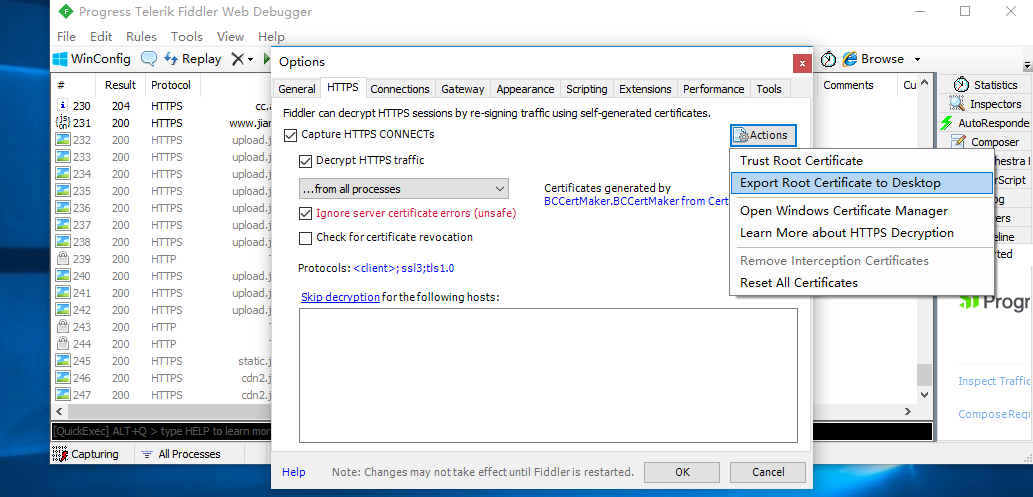 Progress Telerik Fiddler Web Debugger
File Edit Rules Tools View Help
WinConfig Replay Browse
Options
General HTTPS Connections Gateway Appearance Scripting Extensions Performance Tools
Fiddler can decrypt HTTPS sessions by re-signing traffic using self-generated certificates.
Capture HTTPS CONNECTs
Actions
Decrypt HTTPS traffic
...from all processes
Certificates generated by
BCCertMaker.BCCertMaker from Cert
Ignore server certificate errors (unsafe)
Check for certificate revocation
Protocols: <client>;ssl3;tls1.0
Skip decryption for the following hosts:
Help Note: Changes may not take effect until Fiddler is restarted. OK Cancel
Trust Root Certificate
Export Root Certificate to Desktop
Open Windows Certificate Manager
Learn More about HTTPS Decryption
Remove Interception Certificates
Reset All Certificates
# Result Protocol
230 204 HTTPS cc.
231 200 HTTPS www.jian
232 200 HTTPS upload.j
233 200 HTTPS upload.j
234 200 HTTPS upload.j
235 200 HTTPS upload.j
236 200 HTTPS upload.j
237 200 HTTPS upload.j
238 200 HTTPS upload.j
239 200 HTTP
240 200 HTTPS upload.j
241 200 HTTPS upload.j
242 200 HTTPS upload.j
243 200 HTTP
244 200 HTTP
245 200 HTTPS static.j
246 200 HTTPS cdn2.j
247 200 HTTPS cdn2.j
Comments Cu
Statistics
Inspectors
AutoResponde
Composer
hestra
rScript
og
ers
eline
rted
Progr
Inspect Traffic
ComposeRequ
[QuickExec] ALT+Q > type HELP to learn mor
Capturing All Processes